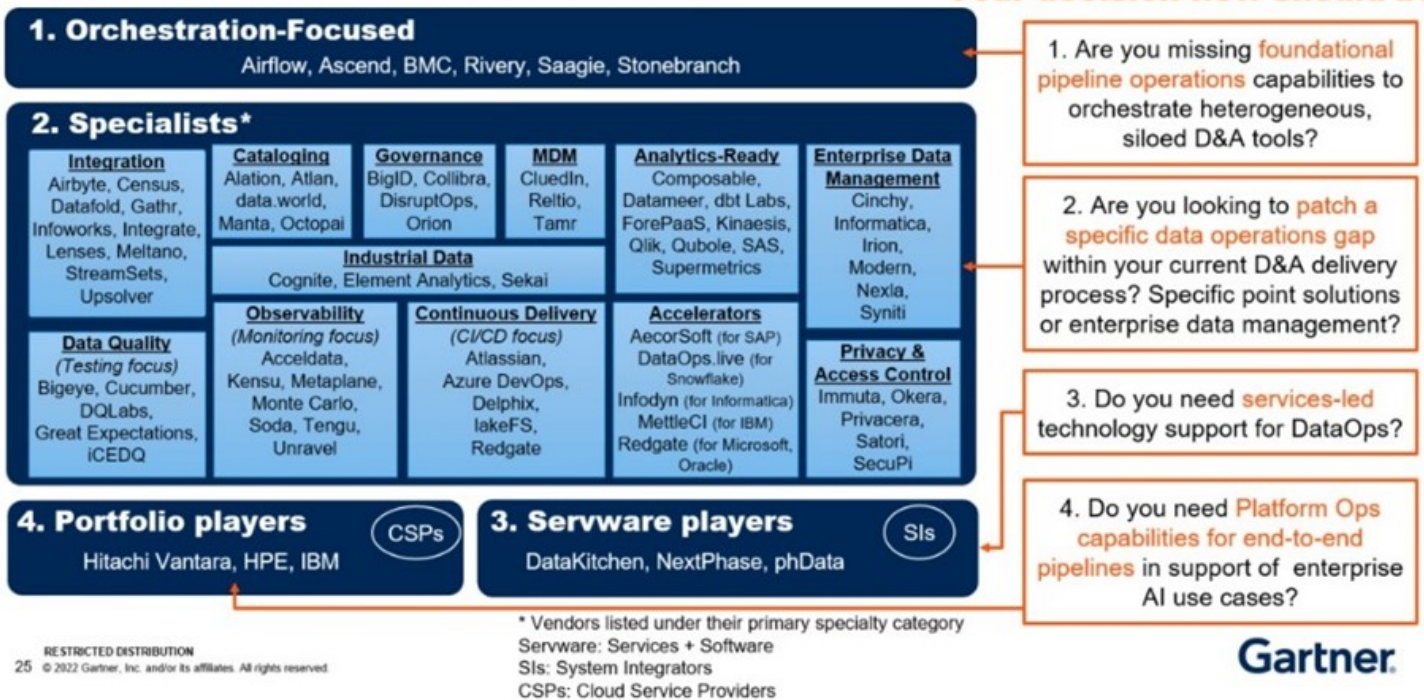 1. Orchestration-Focused
Airflow, Ascend, BMC, Rivery, Saagie, Stonebranch
2. Specialists*
Integration
Airbyte, Census,
Datafold, Gathr,
Infoworks, Integrate,
Lenses, Meltano,
StreamSets,
Upsolver
Cataloging
Alation, Atlan,
data.world,
Manta, Octopai
Governance
BigID, Collibra,
DisruptOps,
Orion
MDM
CluedIn,
Reltio,
Tamr
Analytics-Ready
Composable,
Datameer, dbt Labs,
ForePaaS, Kinaesis,
Qlik, Qubole, SAS,
Supermetrics
Enterprise Data
Management
Cinchy,
Informatica,
Irion,
Modern,
Nexla,
Syniti
Industrial Data
Cognite, Element Analytics, Sekai
Data Quality
(Testing focus)
Bigeye, Cucumber,
DQLabs,
Great Expectations,
iCEDQ
Observability
(Monitoring focus)
Acceldata,
Kensu, Metaplane,
Monte Carlo,
Soda, Tengu,
Unravel
Continuous Delivery
(CI/CD focus)
Atlassian,
Azure DevOps,
Delphix,
lakeFS,
Redgate
Accelerators
AecorSoft (for SAP)
DataOps.live (for
Snowflake)
Infodyn (for Informatica)
MettleCI (for IBM)
Redgate (for Microsoft,
Oracle)
Privacy &
Access Control
Immuta, Okera,
Privacera,
Satori,
SecuPi
4. Portfolio players
CSPs
Hitachi Vantara, HPE, IBM
3. Servware players
SIs
DataKitchen, NextPhase, phData
1. Are you missing foundational
pipeline operations capabilities to
orchestrate heterogeneous,
siloed D&A tools?
2. Are you looking to patch a
specific data operations gap
within your current D&A delivery
process? Specific point solutions
or enterprise data management?
3. Do you need services-led
technology support for DataOps?
4. Do you need Platform Ops
capabilities for end-to-end
pipelines in support of enterprise
AI use cases?
* Vendors listed under their primary specialty category
Servware: Services + Software
SIs: System Integrators
CSPs: Cloud Service Providers
RESTRICTED DISTRIBUTION
25 © 2022 Gartner, Inc. and/or its affiliates. All rights reserved.
Gartner.